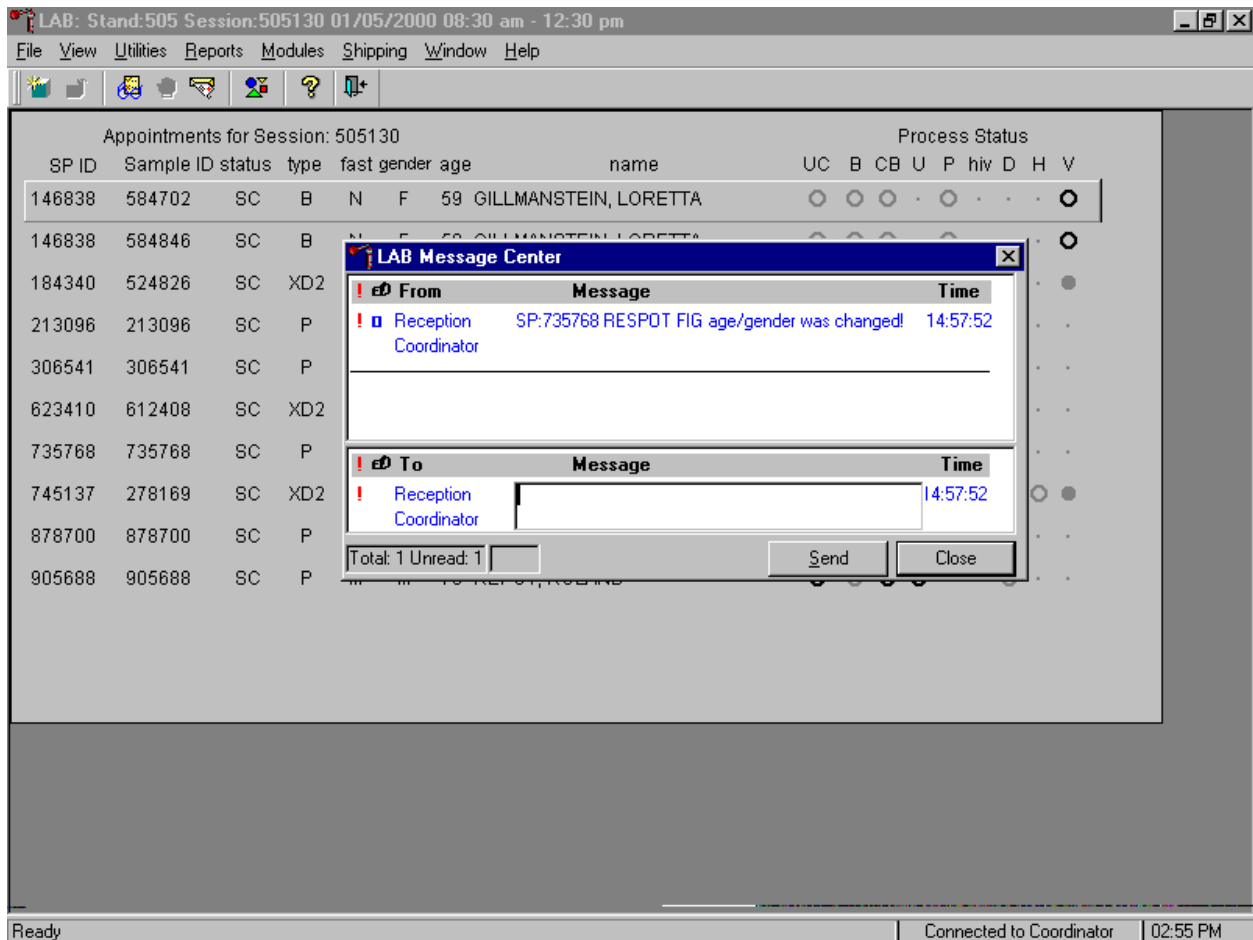 LAB: Stand:505 Session:505130 01/05/2000 08:30 am - 12:30 pm
File View Utilities Reports Modules Shipping Window Help
Appointments for Session: 505130 Process Status
SP ID Sample ID status type fast gender age name UC B CB U P hiv D H V
146838 584702 SC B N F 59 GILLMANSTEIN, LORETTA
146838 584846 SC B
184340 524826 SC XD2
213096 213096 SC P
306541 306541 SC P
623410 612408 SC XD2
735768 735768 SC P
745137 278169 SC XD2
878700 878700 SC P
905688 905688 SC P
LAB Message Center
! From Message Time
! Reception SP:735768 RESPOT FIG age/gender was changed! 14:57:52
Coordinator
! To Message Time
! Reception 14:57:52
Coordinator
Total: 1 Unread: 1 Send Close
Ready Connected to Coordinator 02:55 PM